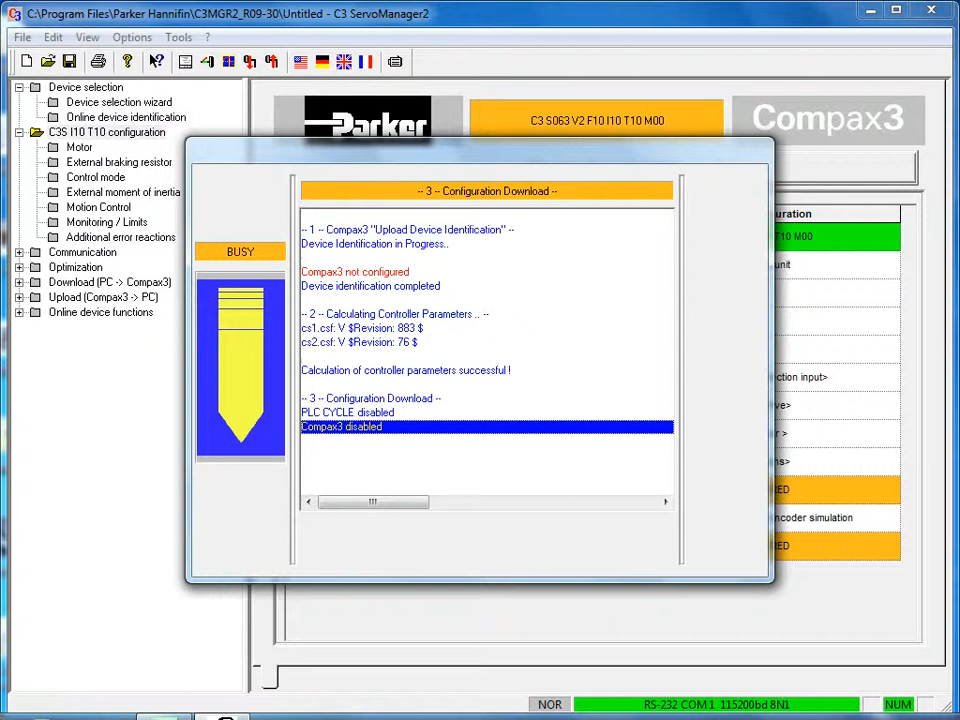 C:\Program Files\Parker Hannifin\C3MGR2_R09-30\Untitled - C3 ServoManager2
File Edit View Options Tools ?
Device selection
Device selection wizard
Online device identification
C3S I10 T10 configuration
Motor
External braking resistor
Control mode
External moment of inertia
Motion Control
Monitoring / Limits
Additional error reactions
Communication
Optimization
Download (PC -> Compax3)
Upload (Compax3 -> PC)
Online device functions
Parker
C3 S063 V2 F10 I10 T10 M00
Compax3
BUSY
-- 3 -- Configuration Download --
-- 1 -- Compax3 "Upload Device Identification" --
Device Identification in Progress..
Compax3 not configured
Device identification completed
-- 2 -- Calculating Controller Parameters .. --
cs1.csf: V $Revision: 883 $
cs2.csf: V $Revision: 76 $
Calculation of controller parameters successful !
-- 3 -- Configuration Download --
PLC CYCLE disabled
Compax3 disabled
uration
T10 M00
unit
ction input>
ve>
r >
ns>
RED
ncoder simulation
RED
NOR
RS-232 COM 1 115200bd 8N1
NUM